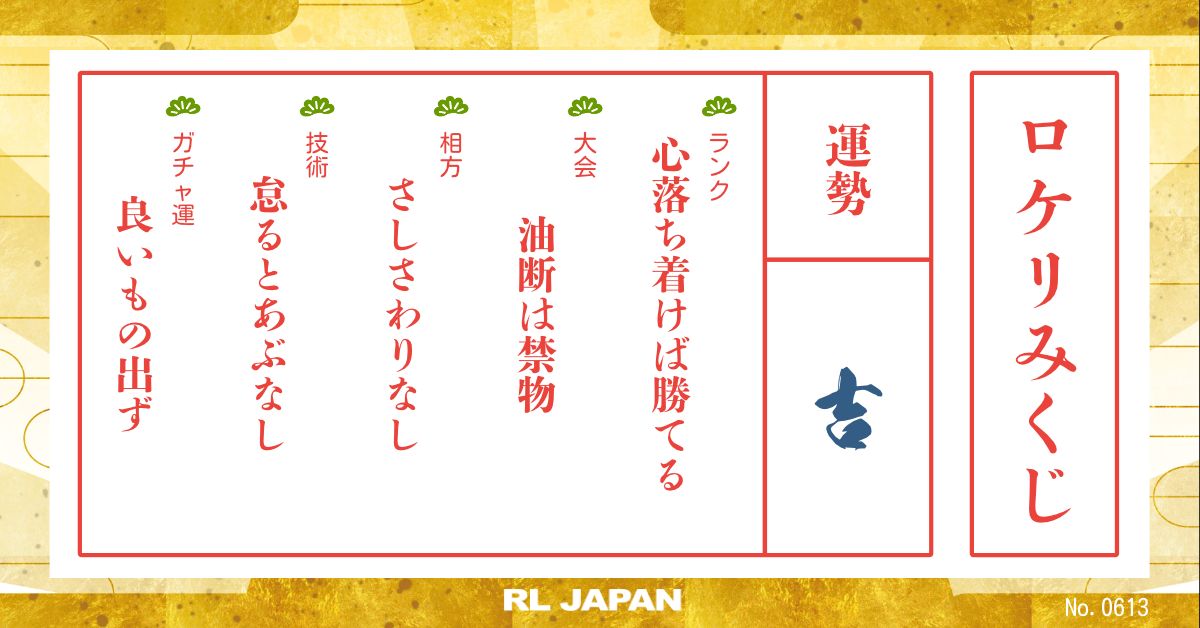 ロケリみくじ
運勢
吉
ランク
心落ち着けば勝てる
大会
油断は禁物
相方
さしさわりなし
技術
怠るとあぶなし
ガチャ運
良いもの出ず
RL JAPAN
No. 0613